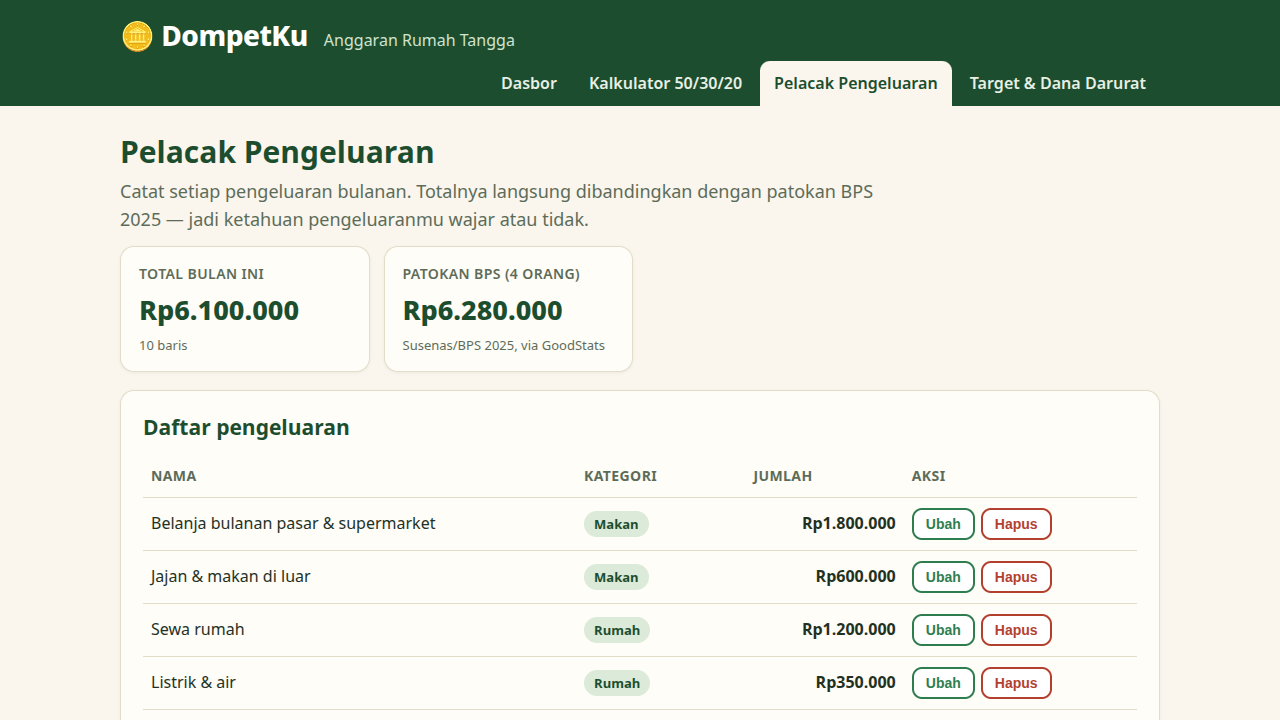 DompetKu Anggaran Rumah Tangga
Dasbor Kalkulator 50/30/20 Pelacak Pengeluaran Target & Dana Darurat
Pelacak Pengeluaran
Catat setiap pengeluaran bulanan. Totalnya langsung dibandingkan dengan patokan BPS
2025 — jadi ketahuan pengeluaranmu wajar atau tidak.
TOTAL BULAN INI
Rp6.100.000
10 baris
PATOKAN BPS (4 ORANG)
Rp6.280.000
Susenas/BPS 2025, via GoodStats
Daftar pengeluaran
NAMA KATEGORI JUMLAH AKSI
Belanja bulanan pasar & supermarket Makan Rp1.800.000 Ubah Hapus
Jajan & makan di luar Makan Rp600.000 Ubah Hapus
Sewa rumah Rumah Rp1.200.000 Ubah Hapus
Listrik & air Rumah Rp350.000 Ubah Hapus